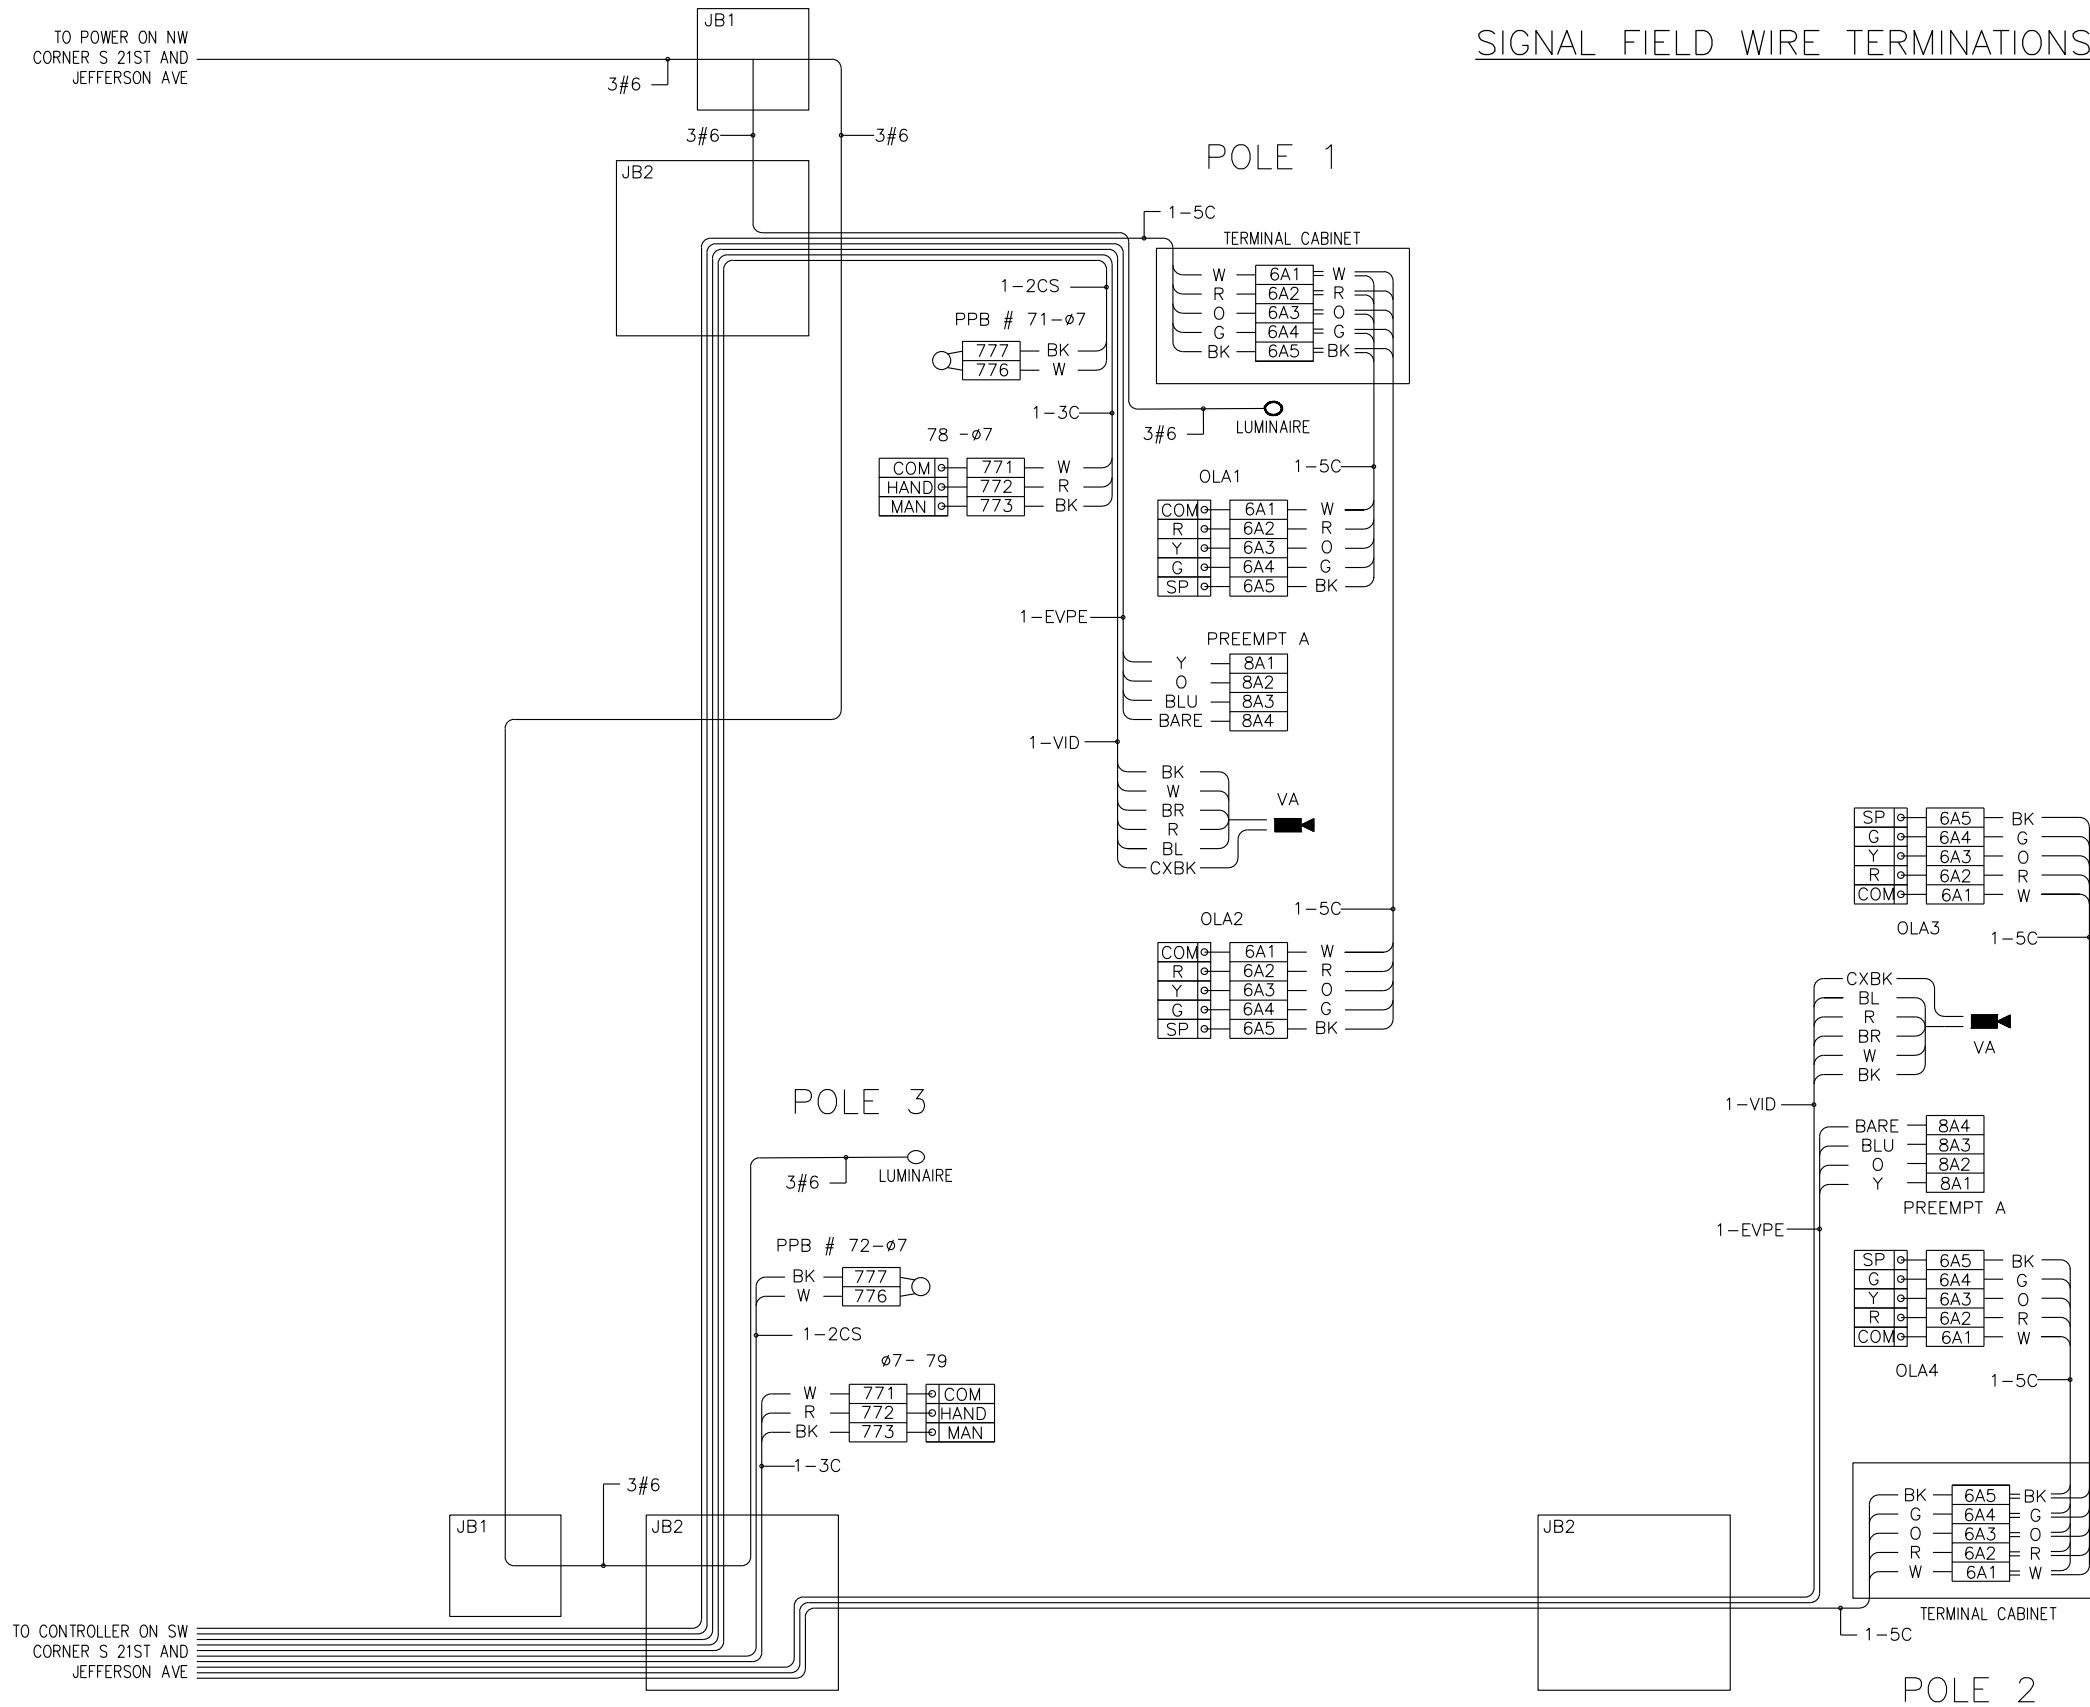 SIGNAL FIELD WIRE TERMINATIONS
TO POWER ON NW
CORNER S 21ST AND
JEFFERSON AVE
3#6
JB1
3#6
3#6
JB2
POLE 1
1-5C
TERMINAL CABINET
W 6A1 W
R 6A2 R
O 6A3 O
G 6A4 G
BK 6A5 BK
1-2CS
PPB # 71-ø7
777 BK
776 W
1-3C
3#6
LUMINAIRE
78 -ø7
COM 771 W
HAND 772 R
MAN 773 BK
1-5C
OLA1
COM 6A1 W
R 6A2 R
Y 6A3 O
G 6A4 G
SP 6A5 BK
1-EVPE
PREEMPT A
Y 8A1
O 8A2
BLU 8A3
BARE 8A4
1-VID
BK
W
BR
R
BL
CXBK
VA
1-5C
OLA2
COM 6A1 W
R 6A2 R
Y 6A3 O
G 6A4 G
SP 6A5 BK
SP 6A5 BK
G 6A4 G
Y 6A3 O
R 6A2 R
COM 6A1 W
OLA3
1-5C
CXBK
BL
R
BR
W
BK
VA
1-VID
BARE 8A4
BLU 8A3
O 8A2
Y 8A1
PREEMPT A
1-EVPE
SP 6A5 BK
G 6A4 G
Y 6A3 O
R 6A2 R
COM 6A1 W
OLA4
1-5C
POLE 3
3#6
LUMINAIRE
PPB # 72-ø7
BK 777
W 776
1-2CS
ø7- 79
W 771 COM
R 772 HAND
BK 773 MAN
1-3C
3#6
JB1
JB2
JB2
BK 6A5 BK
G 6A4 G
O 6A3 O
R 6A2 R
W 6A1 W
TERMINAL CABINET
1-5C
TO CONTROLLER ON SW
CORNER S 21ST AND
JEFFERSON AVE
POLE 2